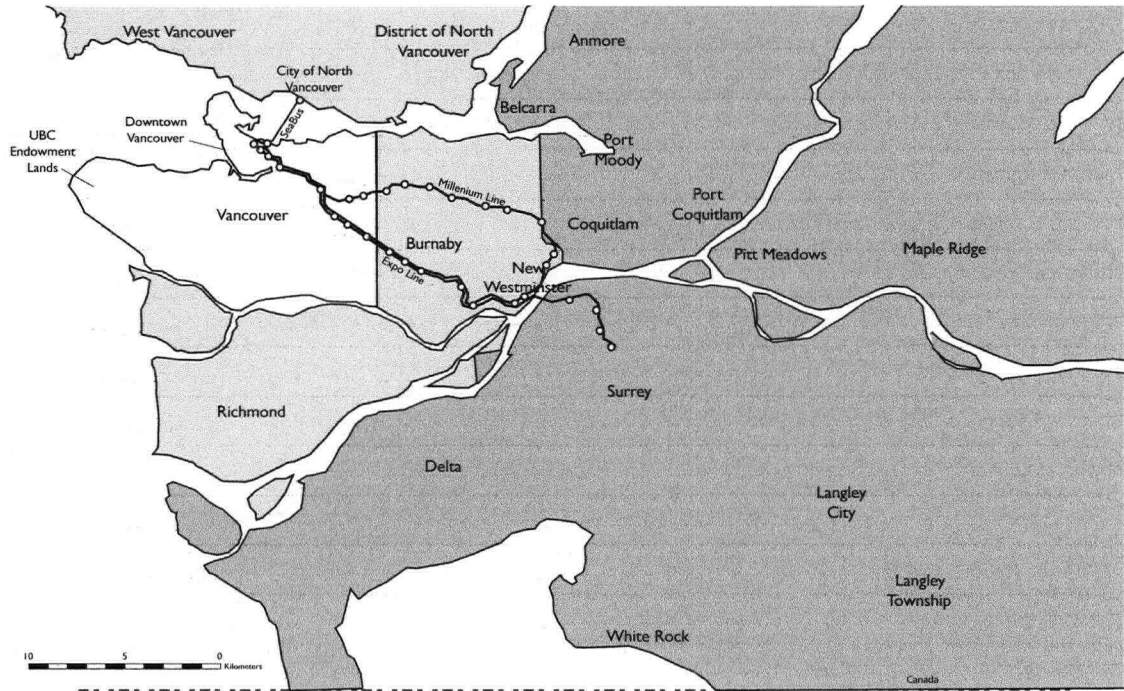 West Vancouver
District of North
Vancouver
Anmore
City of North
Vancouver
SeaBus
Belcarra
Downtown
Vancouver
UBC
Endowment
Lands
Port
Moody
Millenium Line
Vancouver
Port
Coquitlam
Coquitlam
Burnaby
Pitt Meadows
Maple Ridge
Expo Line
New
Westminster
Surrey
Richmond
Delta
Langley
City
Langley
Township
White Rock
10 5 0
Kilometers
Canada